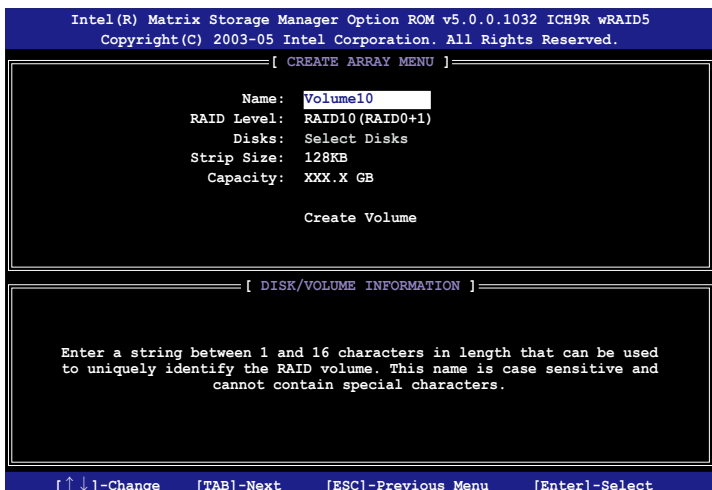 Intel(R) Matrix Storage Manager Option ROM v5.0.0.1032 ICH9R wRAID5
Copyright(C) 2003-05 Intel Corporation. All Rights Reserved.
[ CREATE ARRAY MENU ]
Name: Volume10
RAID Level: RAID10(RAID0+1)
Disks: Select Disks
Strip Size: 128KB
Capacity: XXX.X GB
Create Volume
[ DISK/VOLUME INFORMATION ]
Enter a string between 1 and 16 characters in length that can be used
to uniquely identify the RAID volume. This name is case sensitive and
cannot contain special characters.
[↑↓]-Change [TAB]-Next [ESC]-Previous Menu [Enter]-Select